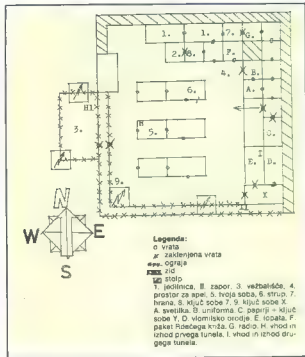 1. 1. 7. G.
2. 8. F.
4. B.
6. A.
H1
3.
5. C.
E. I D.
9. X
N
W E
S
Legenda:
o vrata
x zaklenjena vrata
ograja
zid
stolp
1. jedilnica, 2. zapor, 3. vežbališče, 4.
prostor za apel, 5. tvoja soba, 6. strup, 7.
hrana, 8. ključ sobe 7, 9. ključ sobe X.
A. svetilka, B. uniforma, C. papirji + ključ
sobe Y, D. vlomilsko orodje, E. lopata, F.
paket Rdečega križa, G. radio. H. vhod in
izhod prvega tunela, I. vhod in izhod dru-
gega tunela.